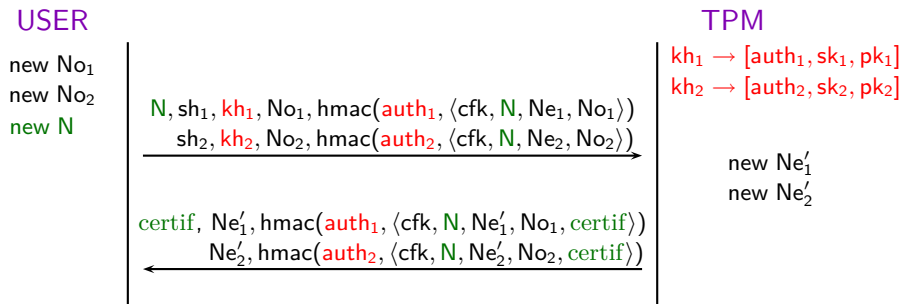 USER
TPM
new No₁
new No₂
new N
kh₁ → [auth₁, sk₁, pk₁]
kh₂ → [auth₂, sk₂, pk₂]
N, sh₁, kh₁, No₁, hmac(auth₁, ⟨cfk, N, Ne₁, No₁⟩)
sh₂, kh₂, No₂, hmac(auth₂, ⟨cfk, N, Ne₂, No₂⟩)
new Ne′₁
new Ne′₂
certif, Ne′₁, hmac(auth₁, ⟨cfk, N, Ne′₁, No₁, certif⟩)
Ne′₂, hmac(auth₂, ⟨cfk, N, Ne′₂, No₂, certif⟩)